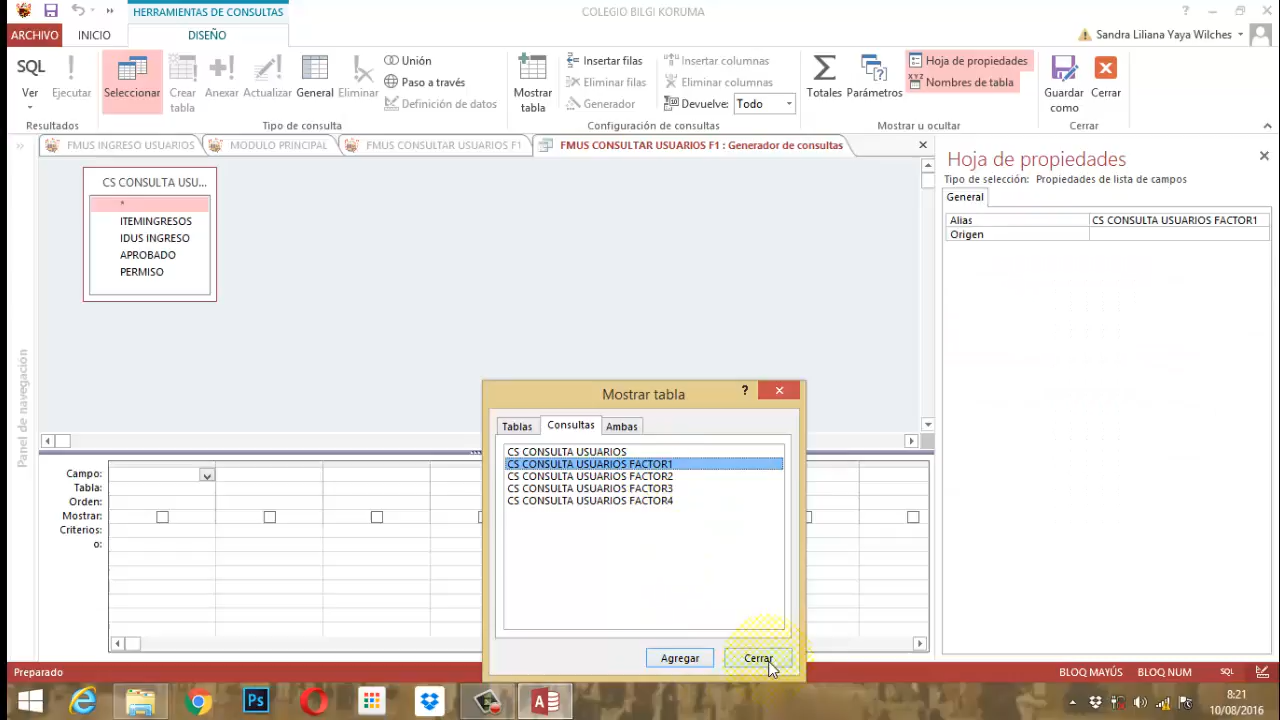 HERRAMIENTAS DE CONSULTAS
COLEGIO BILGI KORUMA
?
ARCHIVO
INICIO
DISEÑO
Sandra Liliana Yaya Wilches
SQL
Ver
Ejecutar
Resultados
Seleccionar
Crear tabla
Anexar
Actualizar
General
Eliminar
Unión
Paso a través
Definición de datos
Tipo de consulta
Mostrar tabla
Insertar filas
Eliminar filas
Generador
Insertar columnas
Eliminar columnas
Devuelve: Todo
Configuración de consultas
Totales
Parámetros
Hoja de propiedades
Nombres de tabla
Mostrar u ocultar
Guardar como
Cerrar
Cerrar
FMUS INGRESO USUARIOS
MODULO PRINCIPAL
FMUS CONSULTAR USUARIOS F1
FMUS CONSULTAR USUARIOS F1 : Generador de consultas
Panel de navegación
CS CONSULTA USU...
*
ITEMINGRESOS
IDUS INGRESO
APROBADO
PERMISO
Hoja de propiedades
Tipo de selección: Propiedades de lista de campos
General
Alias CS CONSULTA USUARIOS FACTOR1
Origen
Mostrar tabla
?
Tablas
Consultas
Ambas
CS CONSULTA USUARIOS
CS CONSULTA USUARIOS FACTOR1
CS CONSULTA USUARIOS FACTOR2
CS CONSULTA USUARIOS FACTOR3
CS CONSULTA USUARIOS FACTOR4
Agregar
Cerrar
Campo:
Tabla:
Orden:
Mostrar:
Criterios:
o:
Preparado
BLOQ MAYÚS
BLOQ NUM
SQL
Ps
8:21
10/08/2016